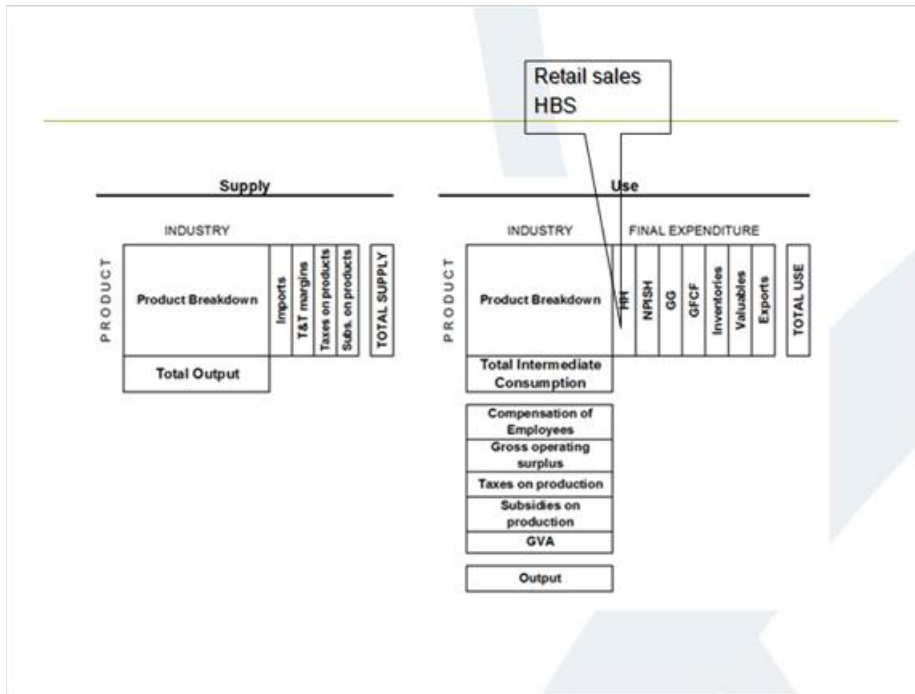 Retail sales
HBS
Supply
Use
INDUSTRY
INDUSTRY
FINAL EXPENDITURE
PRODUCT
Product Breakdown
Imports
T&T margins
Taxes on products
Subs. on products
TOTAL SUPPLY
Total Output
PRODUCT
Product Breakdown
HH
NPISH
GG
GFCF
Inventories
Valuables
Exports
TOTAL USE
Total Intermediate
Consumption
Compensation of
Employees
Gross operating
surplus
Taxes on production
Subsidies on
production
GVA
Output